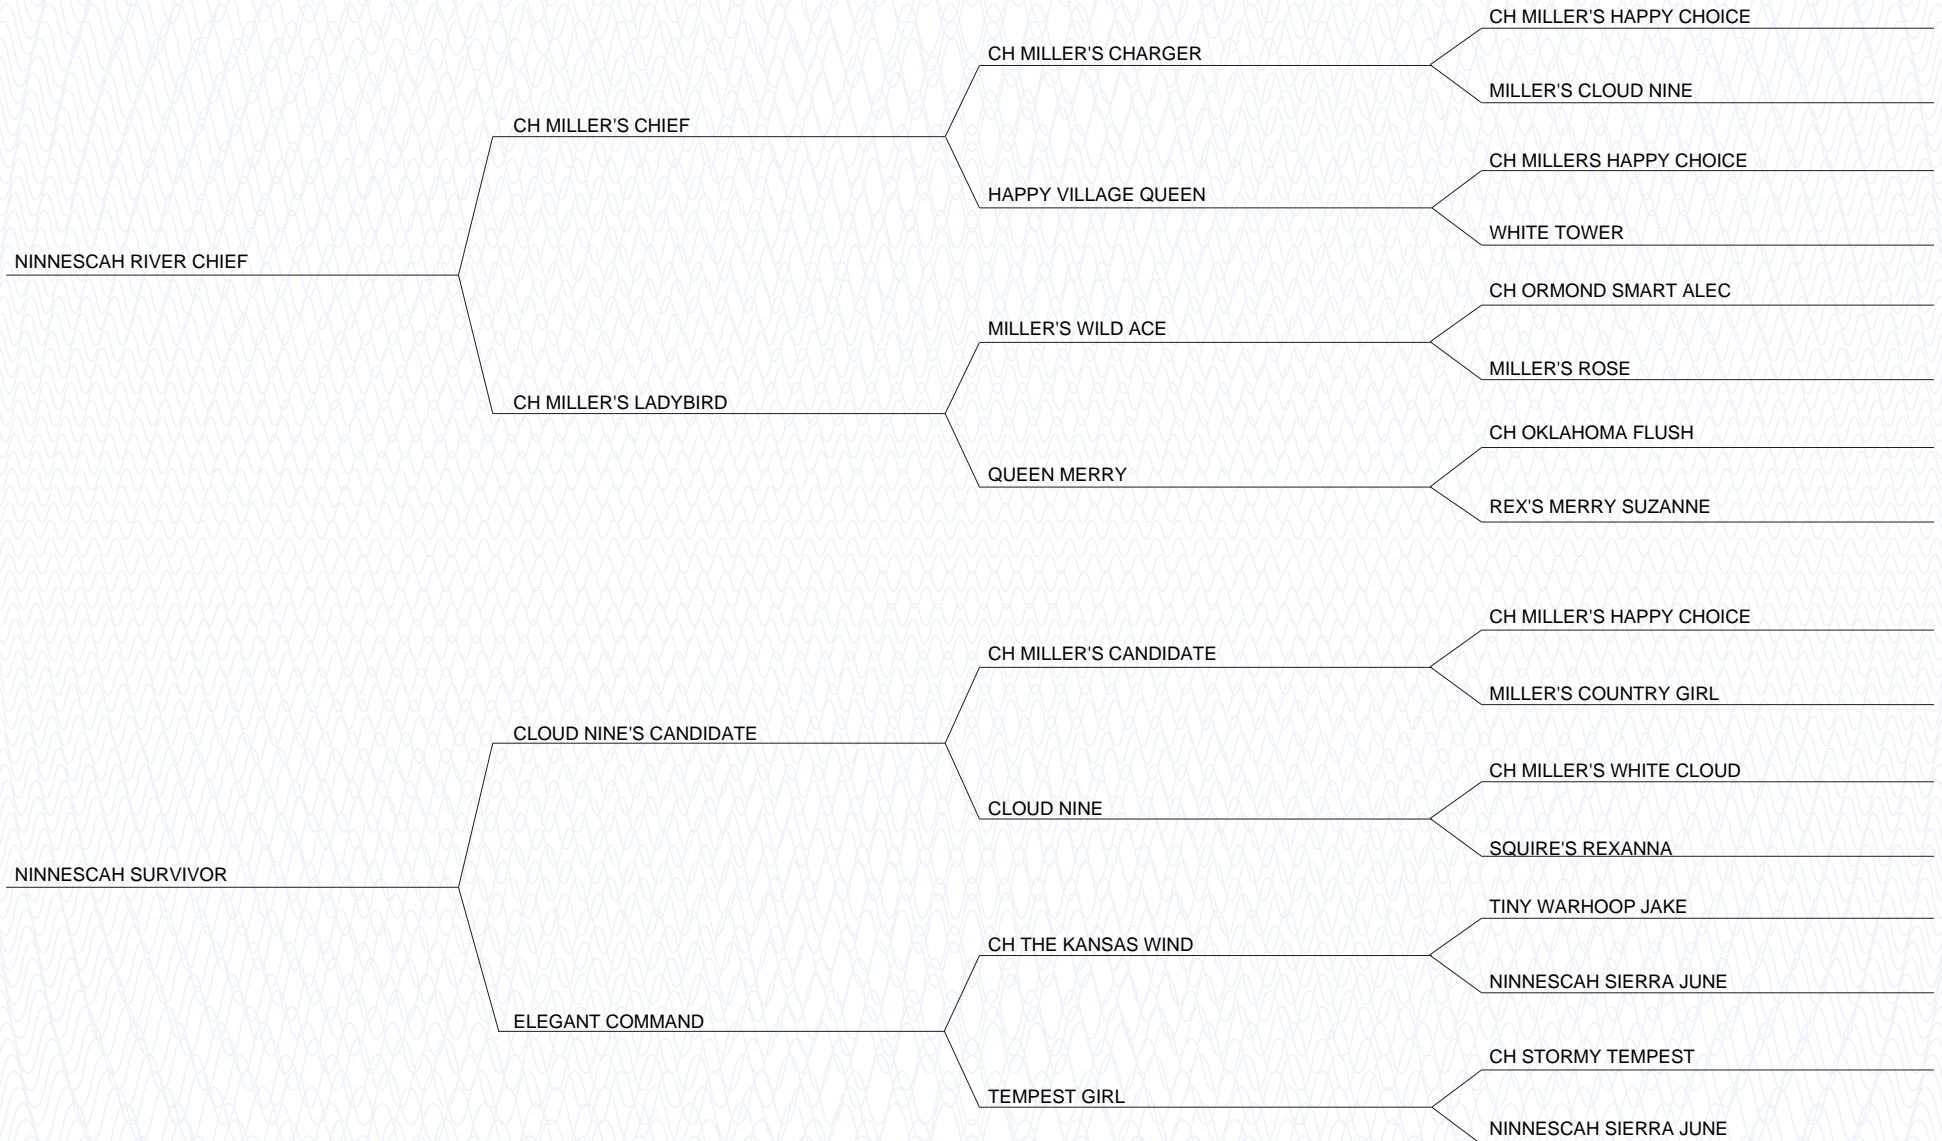 CH MILLER'S HAPPY CHOICE
CH MILLER'S CHARGER
MILLER'S CLOUD NINE
CH MILLER'S CHIEF
CH MILLERS HAPPY CHOICE
HAPPY VILLAGE QUEEN
WHITE TOWER
NINNESCAH RIVER CHIEF
CH ORMOND SMART ALEC
MILLER'S WILD ACE
MILLER'S ROSE
CH MILLER'S LADYBIRD
CH OKLAHOMA FLUSH
QUEEN MERRY
REX'S MERRY SUZANNE
CH MILLER'S HAPPY CHOICE
CH MILLER'S CANDIDATE
MILLER'S COUNTRY GIRL
CLOUD NINE'S CANDIDATE
CH MILLER'S WHITE CLOUD
CLOUD NINE
SQUIRE'S REXANNA
NINNESCAH SURVIVOR
TINY WARHOOP JAKE
CH THE KANSAS WIND
NINNESCAH SIERRA JUNE
ELEGANT COMMAND
CH STORMY TEMPEST
TEMPEST GIRL
NINNESCAH SIERRA JUNE